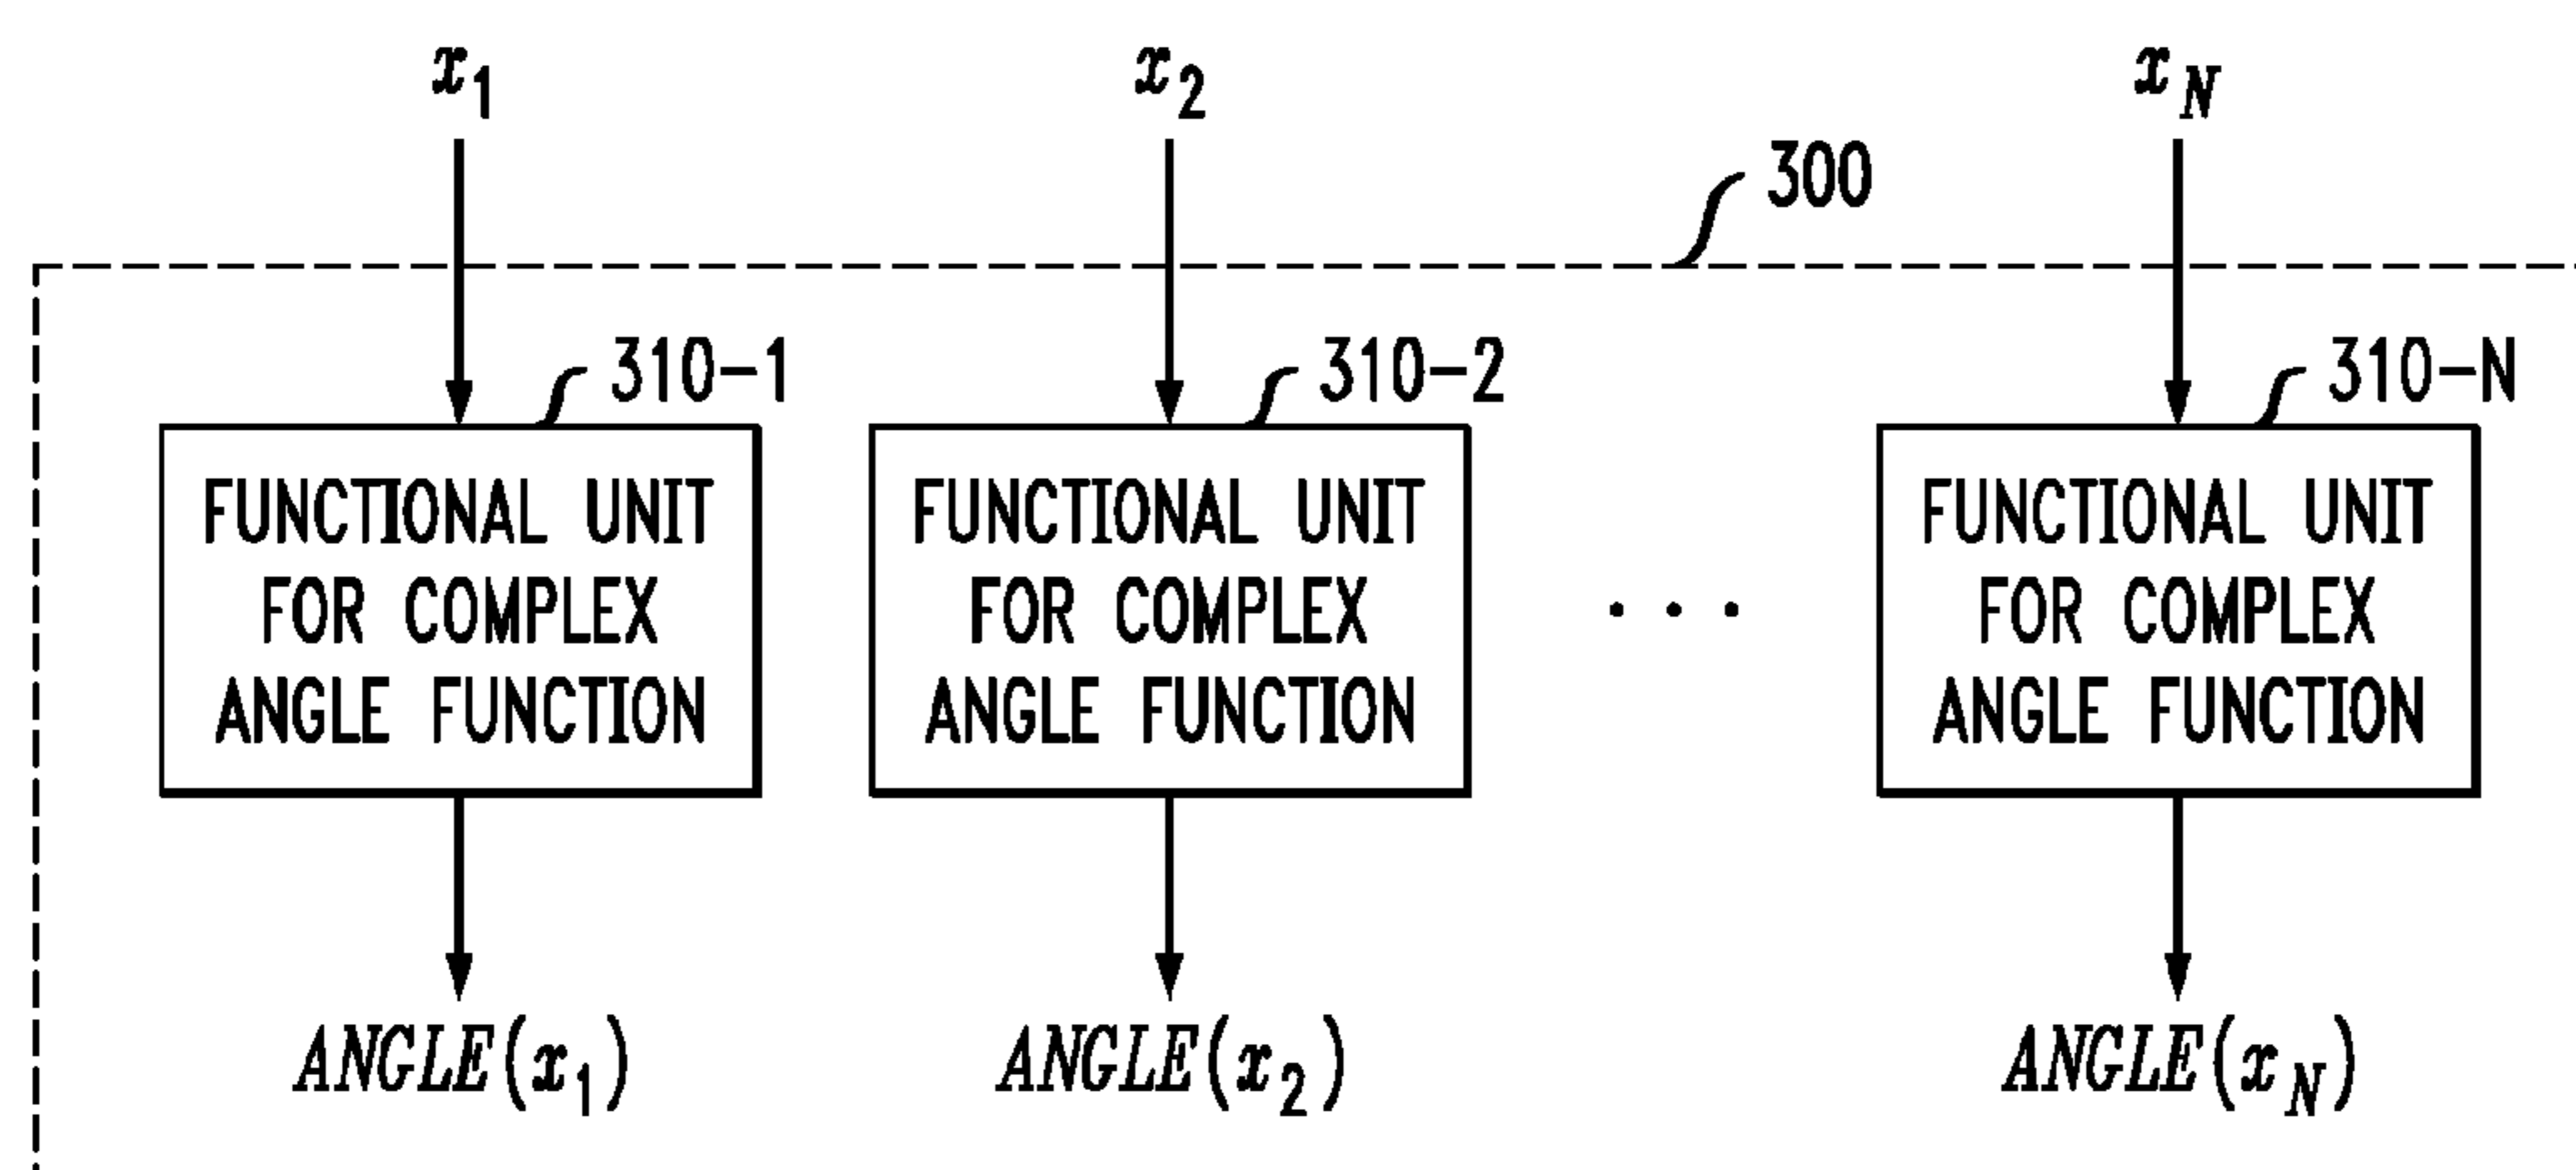 x1
x2
xN
300
310-1
310-2
310-N
FUNCTIONAL UNIT
FOR COMPLEX
ANGLE FUNCTION
FUNCTIONAL UNIT
FOR COMPLEX
ANGLE FUNCTION
. . .
FUNCTIONAL UNIT
FOR COMPLEX
ANGLE FUNCTION
ANGLE(x1)
ANGLE(x2)
ANGLE(xN)